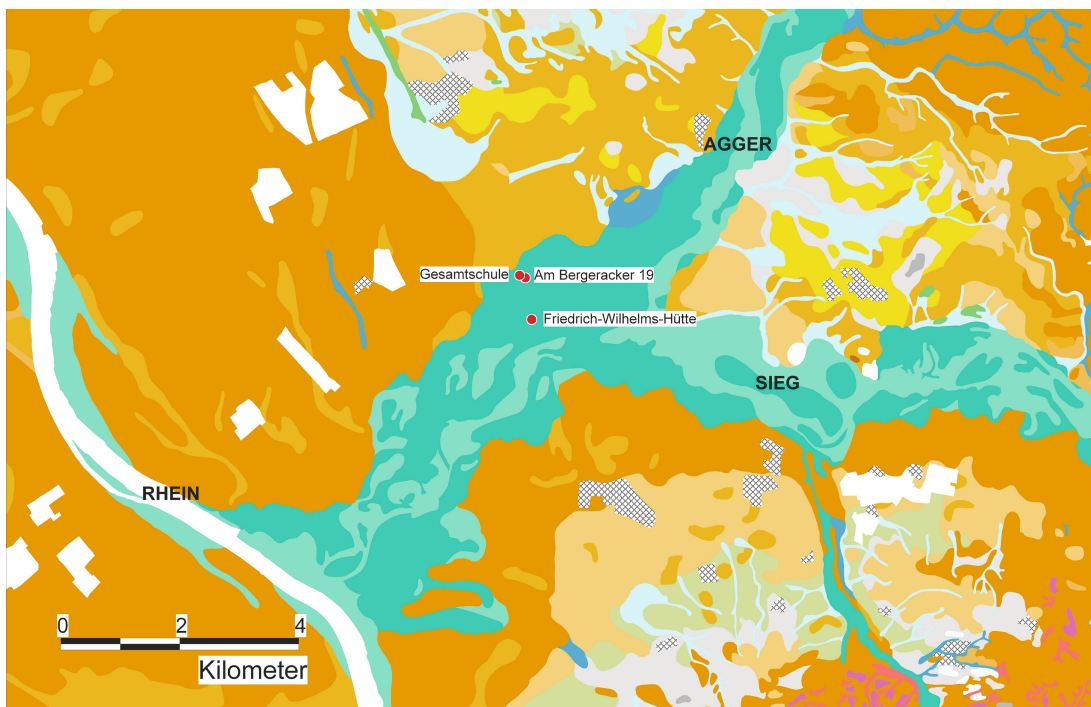 AGGER
Gesamtschule
Am Bergeracker 19
Friedrich-Wilhelms-Hütte
SIEG
RHEIN
0 2 4
Kilometer